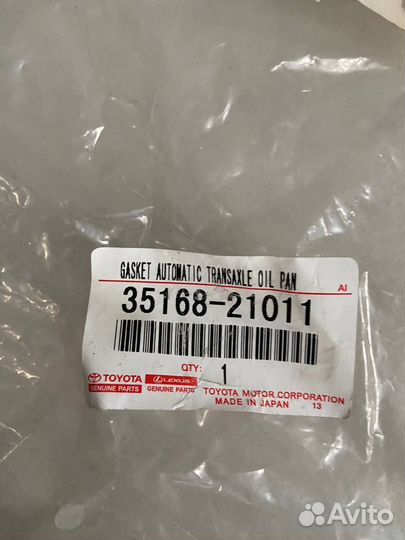 GASKET AUTOMATIC TRANSAXLE OIL PAN
AI
35168-21011
QTY: 1
TOYOTA LEXUS TOYOTA MOTOR CORPORATION
GENUINE PARTS GENUINE PARTS MADE IN JAPAN 13
Avito